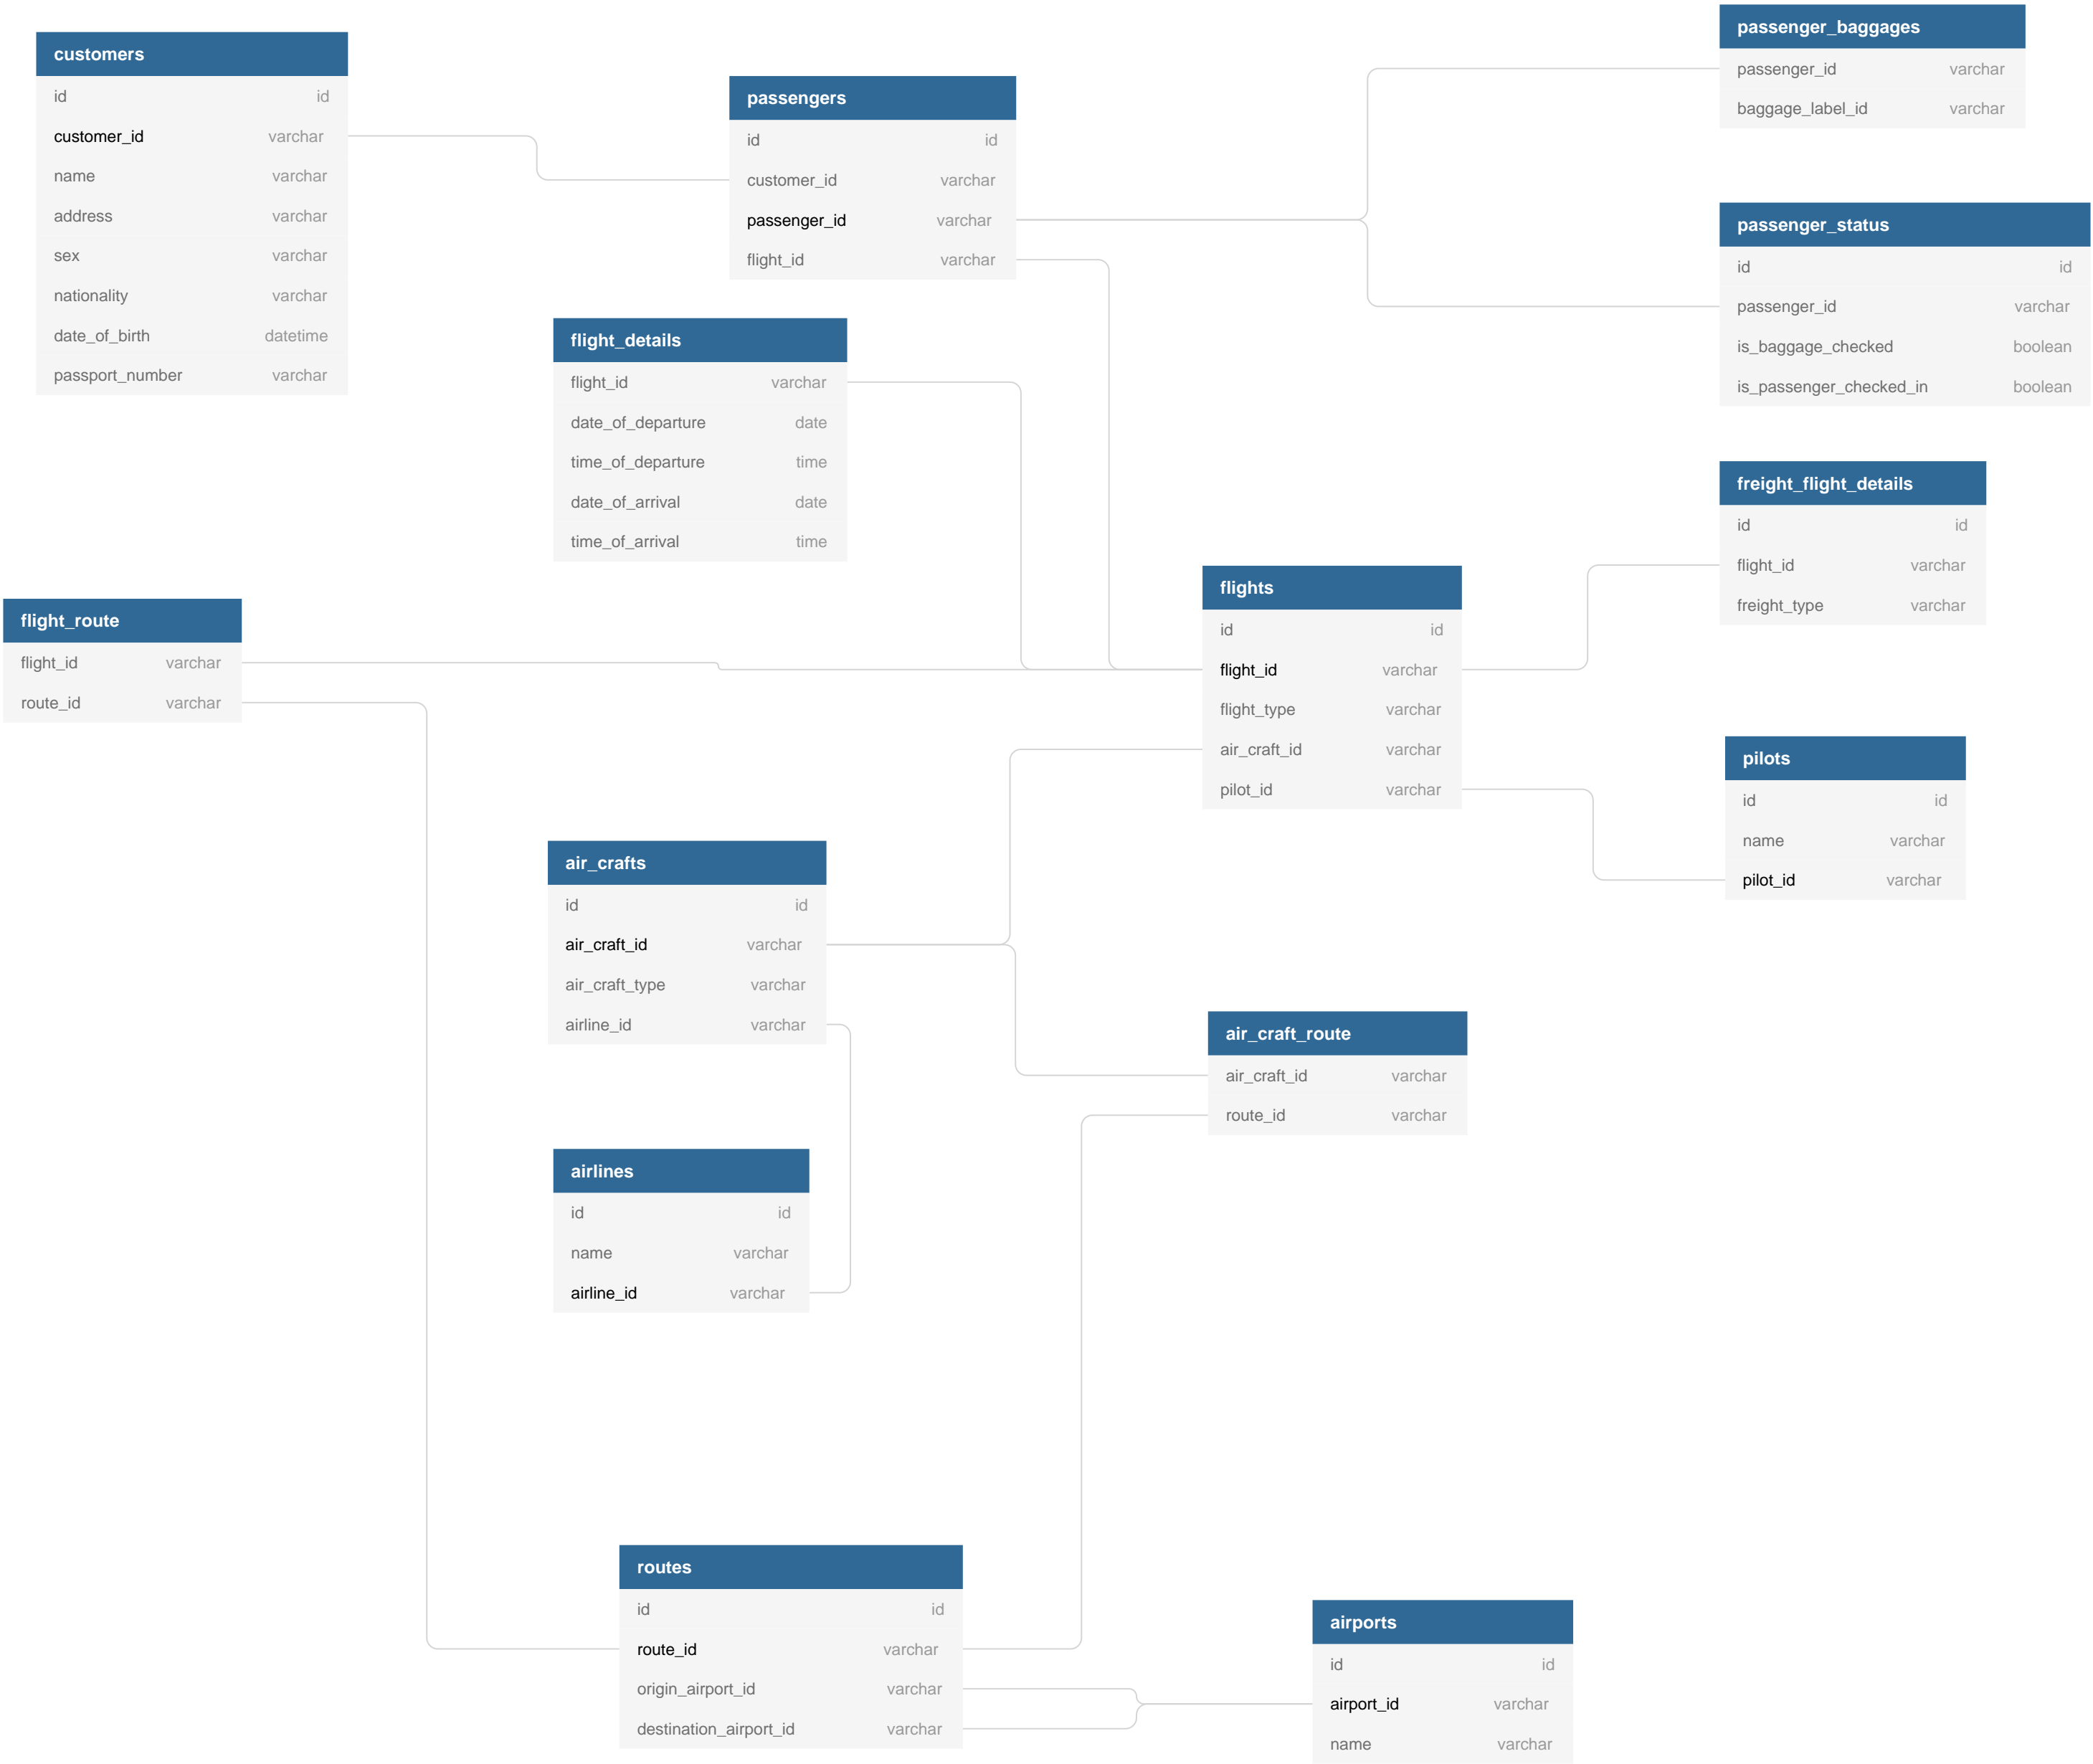 customers
id id
customer_id varchar
name varchar
address varchar
sex varchar
nationality varchar
date_of_birth datetime
passport_number varchar
passengers
id id
customer_id varchar
passenger_id varchar
flight_id varchar
passenger_baggages
passenger_id varchar
baggage_label_id varchar
passenger_status
id id
passenger_id varchar
is_baggage_checked boolean
is_passenger_checked_in boolean
flight_details
flight_id varchar
date_of_departure date
time_of_departure time
date_of_arrival date
time_of_arrival time
freight_flight_details
id id
flight_id varchar
freight_type varchar
flight_route
flight_id varchar
route_id varchar
flights
id id
flight_id varchar
flight_type varchar
air_craft_id varchar
pilot_id varchar
pilots
id id
name varchar
pilot_id varchar
air_crafts
id id
air_craft_id varchar
air_craft_type varchar
airline_id varchar
air_craft_route
air_craft_id varchar
route_id varchar
airlines
id id
name varchar
airline_id varchar
routes
id id
route_id varchar
origin_airport_id varchar
destination_airport_id varchar
airports
id id
airport_id varchar
name varchar